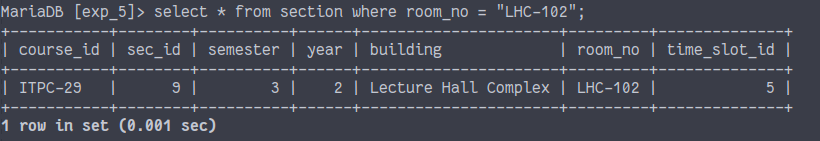 MariaDB [exp_5]> select * from section where room_no = "LHC-102";
+-----------+--------+----------+------+----------------------+---------+--------------+
| course_id | sec_id | semester | year | building             | room_no | time_slot_id |
+-----------+--------+----------+------+----------------------+---------+--------------+
| ITPC-29   |      9 |        3 |    2 | Lecture Hall Complex | LHC-102 |            5 |
+-----------+--------+----------+------+----------------------+---------+--------------+
1 row in set (0.001 sec)